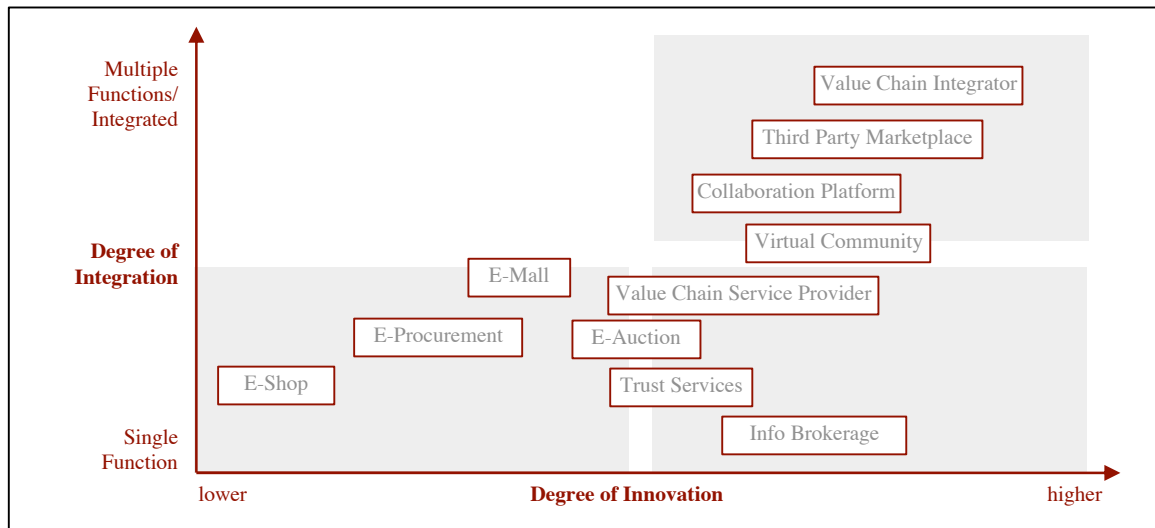 Multiple
Functions/
Integrated
Value Chain Integrator
Third Party Marketplace
Collaboration Platform
Degree of
Integration
Virtual Community
E-Mall
Value Chain Service Provider
E-Procurement
E-Auction
E-Shop
Trust Services
Single
Function
Info Brokerage
lower
Degree of Innovation
higher